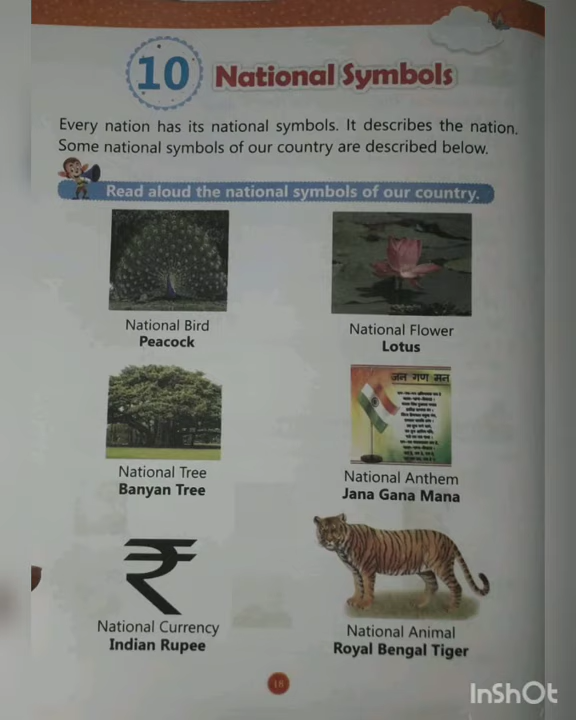 10 National Symbols
Every nation has its national symbols. It describes the nation.
Some national symbols of our country are described below.
Read aloud the national symbols of our country.
National Bird
Peacock
National Flower
Lotus
जन गण मन
National Tree
Banyan Tree
National Anthem
Jana Gana Mana
₹
National Currency
Indian Rupee
National Animal
Royal Bengal Tiger
18
InShOt